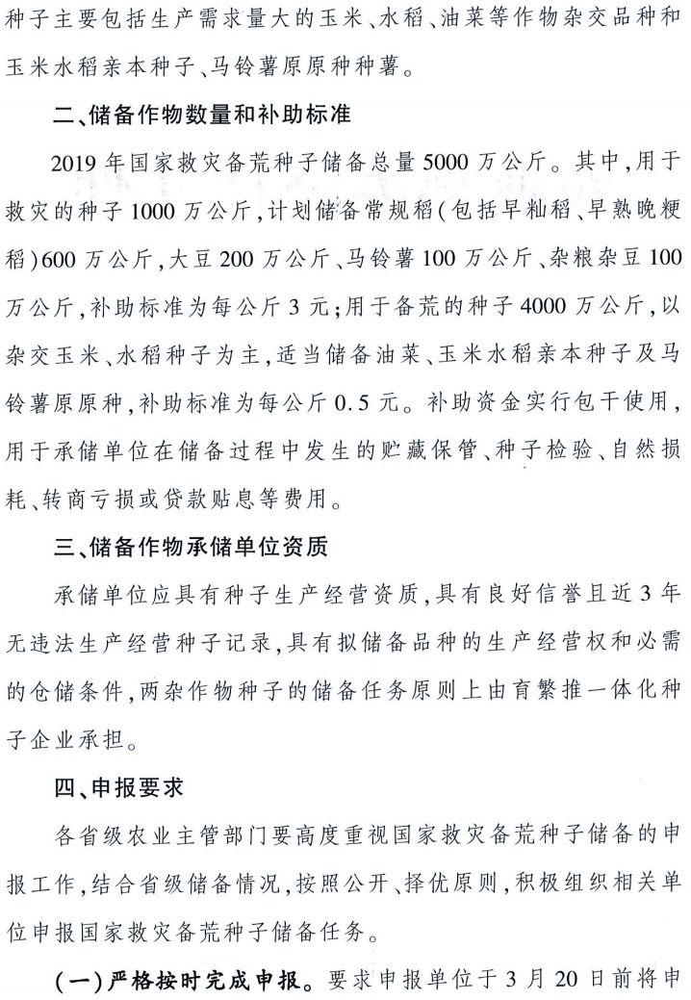 种子主要包括生产需求量大的玉米、水稻、油菜等作物杂交品种和
玉米水稻亲本种子、马铃薯原原种种薯。
二、储备作物数量和补助标准
2019 年国家救灾备荒种子储备总量 5000 万公斤。其中,用于
救灾的种子 1000 万公斤,计划储备常规稻(包括早籼稻、早熟晚粳
稻)600 万公斤,大豆 200 万公斤、马铃薯 100 万公斤、杂粮杂豆 100
万公斤,补助标准为每公斤 3 元;用于备荒的种子 4000 万公斤,以
杂交玉米、水稻种子为主,适当储备油菜、玉米水稻亲本种子及马
铃薯原原种,补助标准为每公斤 0.5 元。补助资金实行包干使用,
用于承储单位在储备过程中发生的贮藏保管、种子检验、自然损
耗、转商亏损或贷款贴息等费用。
三、储备作物承储单位资质
承储单位应具有种子生产经营资质,具有良好信誉且近 3 年
无违法生产经营种子记录,具有拟储备品种的生产经营权和必需
的仓储条件,两杂作物种子的储备任务原则上由育繁推一体化种
子企业承担。
四、申报要求
各省级农业主管部门要高度重视国家救灾备荒种子储备的申
报工作,结合省级储备情况,按照公开、择优原则,积极组织相关单
位申报国家救灾备荒种子储备任务。
(一)严格按时完成申报。要求申报单位于 3 月 20 日前将申